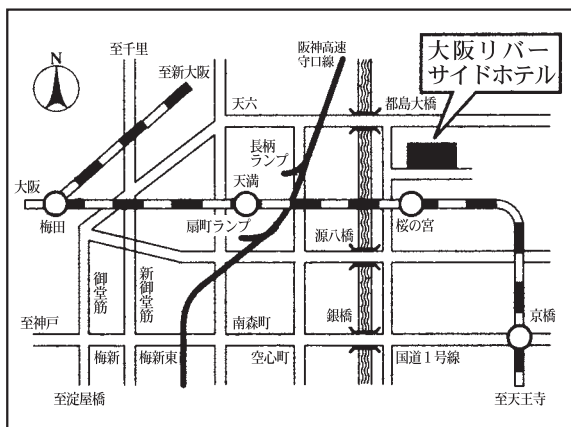 至千里
阪神高速
守口線
大阪リバー
サイドホテル
N
至新大阪
天六
都島大橋
長柄
ランプ
大阪
天満
梅田
扇町ランプ
源八橋
桜の宮
御堂筋
新御堂筋
至神戸
南森町
銀橋
京橋
梅新
梅新東
空心町
国道1号線
至淀屋橋
至天王寺